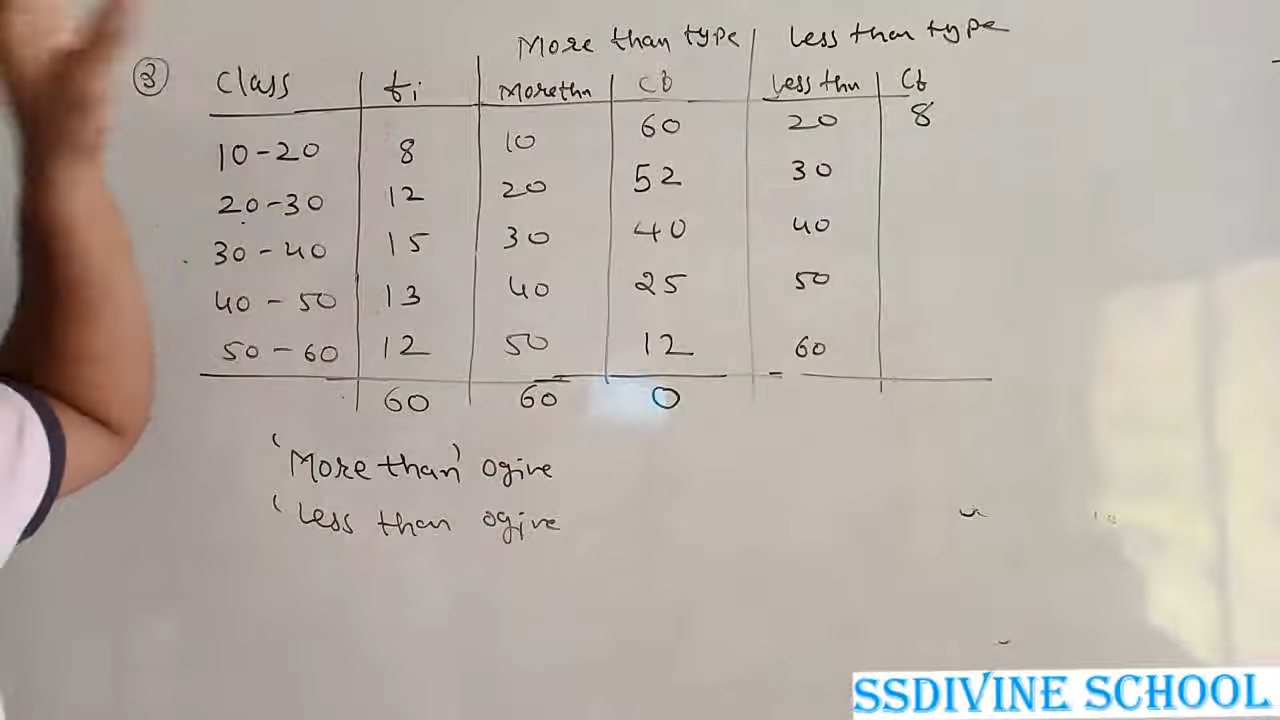 More than type less than type
③ Class fi Morethn Cf less thn Cf
10-20 8 10 60 20 8
20-30 12 20 52 30
30-40 15 30 40 40
40-50 13 40 25 50
50-60 12 50 12 60
60 60 0
'More than' ogive
'less than ogive
SSDIVINE SCHOOL